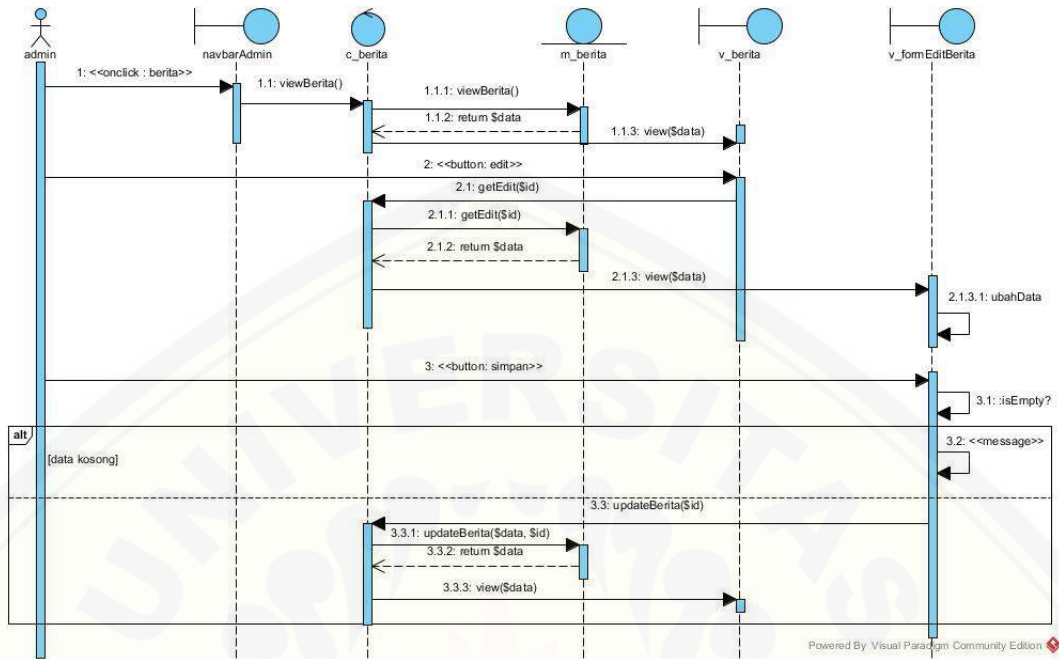 admin
navbarAdmin
c_berita
m_berita
v_berita
v_formEditBerita
1: <<onclick : berita>>
1.1: viewBerita()
1.1.1: viewBerita()
1.1.2: return $data
1.1.3: view($data)
2: <<button: edit>>
2.1: getEdit($id)
2.1.1: getEdit($id)
2.1.2: return $data
2.1.3: view($data)
2.1.3.1: ubahData
3: <<button: simpan>>
3.1: :isEmpty?
alt
3.2: <<message>>
[data kosong]
3.3: updateBerita($id)
3.3.1: updateBerita($data, $id)
3.3.2: return $data
3.3.3: view($data)
UNIVERSITAS
Powered By Visual Paradigm Community Edition